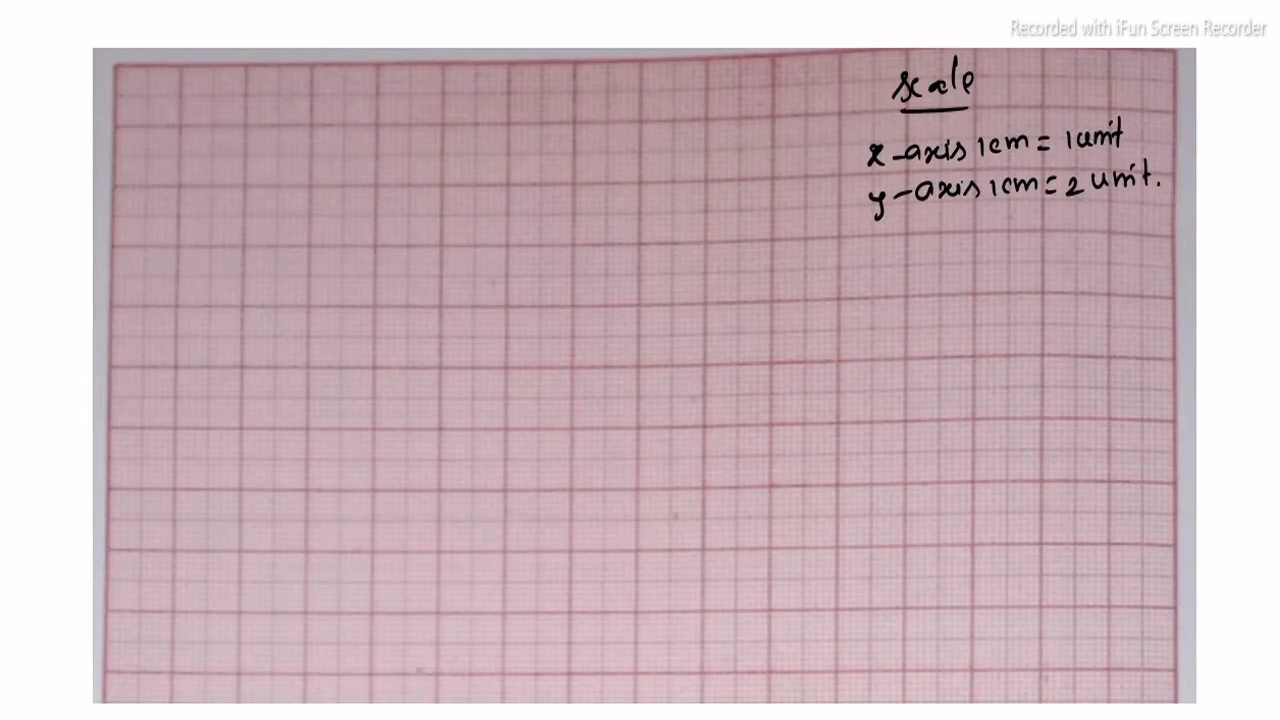 Recorded with iFun Screen Recorder
scale
x-axis 1cm = 1unit
y-axis 1cm = 2 unit.